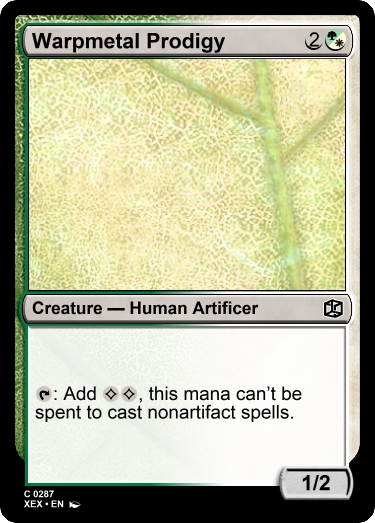 Warpmetal Prodigy 2
Creature — Human Artificer
: Add , this mana can't be
spent to cast nonartifact spells.
1/2
C 0287
XEX • EN